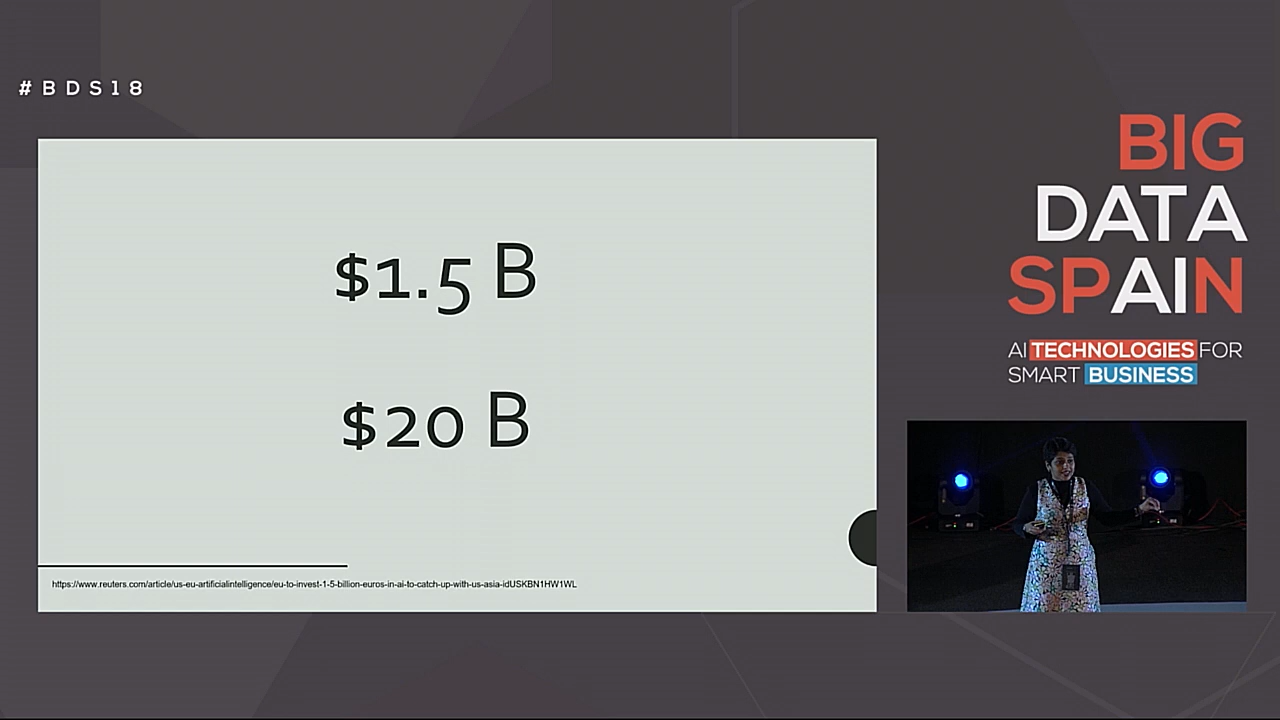 #BDS18
$1.5 B
$20 B
https://www.reuters.com/article/us-eu-artificialintelligence/eu-to-invest-1-5-billion-euros-in-ai-to-catch-up-with-us-asia-idUSKBN1HW1WL
BIG
DATA
SPAIN
AI TECHNOLOGIES FOR
SMART BUSINESS